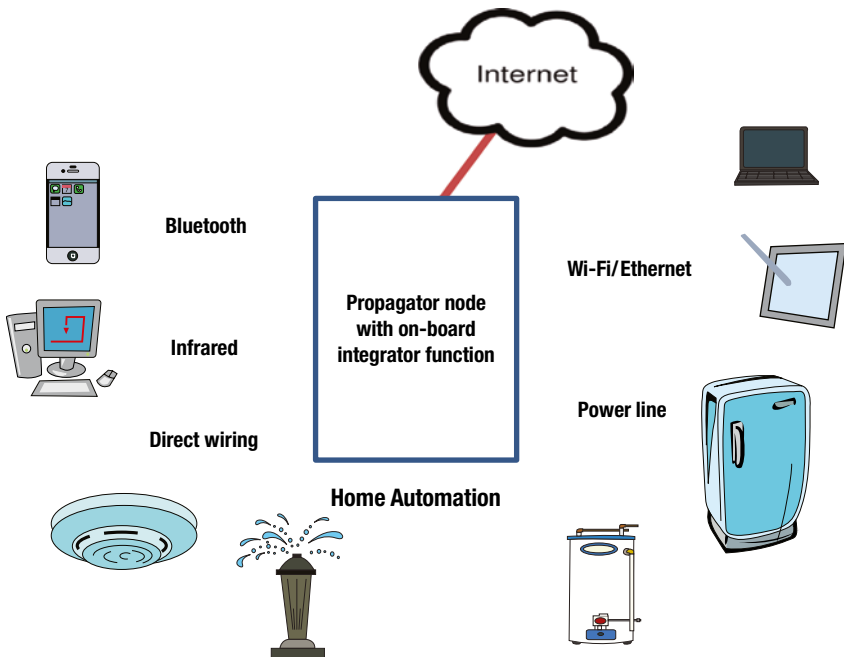 Internet
Bluetooth
Wi-Fi/Ethernet
Propagator node
with on-board
integrator function
Infrared
Power line
Direct wiring
Home Automation